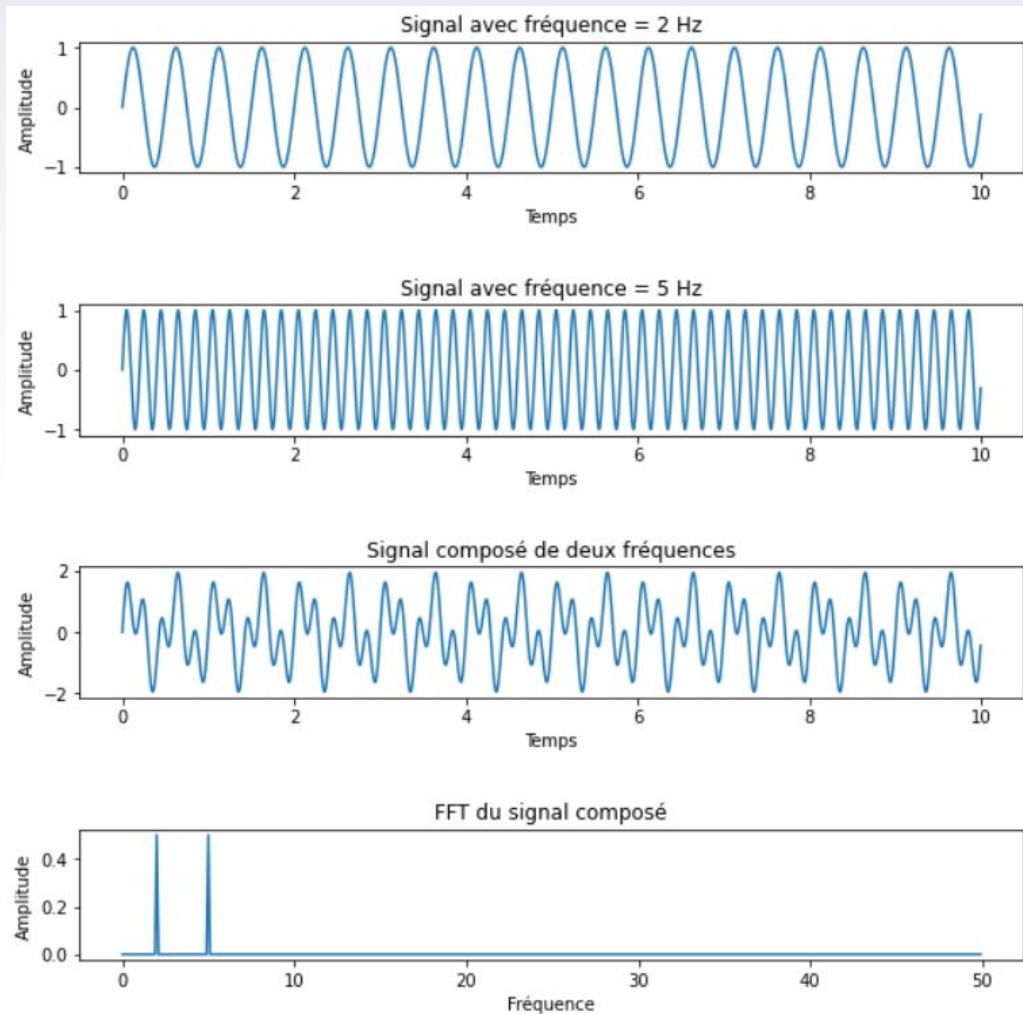 Signal avec fréquence = 2 Hz
1
0
−1
Amplitude
0 2 4 6 8 10
Temps
Signal avec fréquence = 5 Hz
1
0
−1
Amplitude
0 2 4 6 8 10
Temps
Signal composé de deux fréquences
2
0
−2
Amplitude
0 2 4 6 8 10
Temps
FFT du signal composé
0.4
0.2
0.0
Amplitude
0 10 20 30 40 50
Fréquence